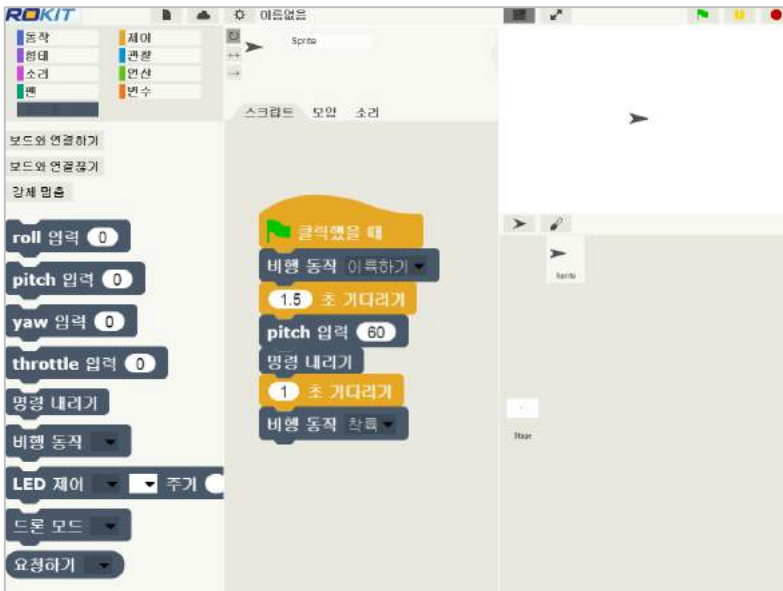 ROKIT
이름없음
동작
제어
형태
관찰
소리
연산
펜
변수
Sprite
스크립트 모양 소리
보드와 연결하기
보드와 연결끊기
강제 멈춤
roll 입력 0
pitch 입력 0
yaw 입력 0
throttle 입력 0
명령 내리기
비행 동작
LED 제어 주기
드론 모드
요청하기
클릭했을 때
비행 동작 이륙하기
1.5 초 기다리기
pitch 입력 60
명령 내리기
1 초 기다리기
비행 동작 착륙
Sprite
Stage